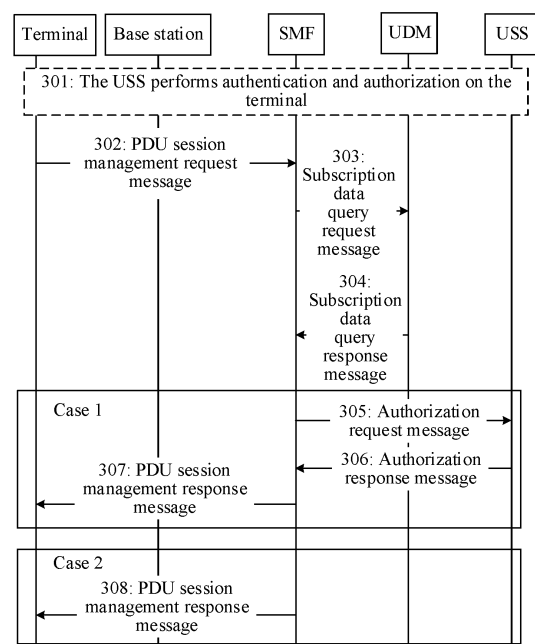 Terminal
Base station
SMF
UDM
USS
301: The USS performs authentication and authorization on the
terminal
302: PDU session
management request
message
303:
Subscription
data
query
request
message
304:
Subscription
data
query
response
message
Case 1
305: Authorization
request message
306: Authorization
response message
307: PDU session
management response
message
Case 2
308: PDU session
management response
message